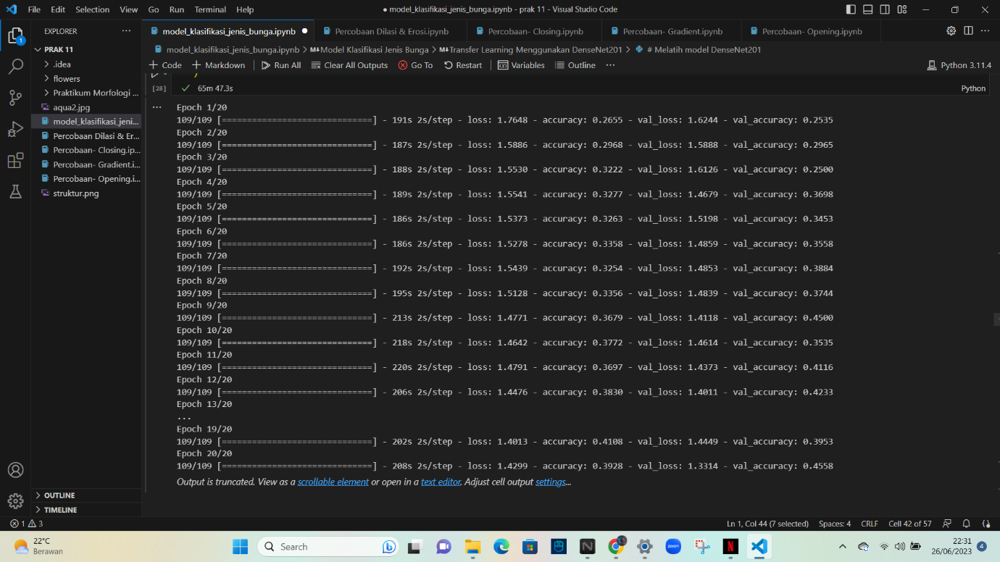 File Edit Selection View Go Run Terminal Help
● model_klasifikasi_jenis_bunga.ipynb - prak 11 - Visual Studio Code
EXPLORER
PRAK 11
.idea
flowers
Praktikum Morfologi ...
aqua2.jpg
model_klasifikasi_jeni...
Percobaan Dilasi & Er...
Percobaan- Closing.ip...
Percobaan- Gradient.i...
Percobaan- Opening.i...
struktur.png
OUTLINE
TIMELINE
1
model_klasifikasi_jenis_bunga.ipynb ● Percobaan Dilasi & Erosi.ipynb Percobaan- Closing.ipynb Percobaan- Gradient.ipynb Percobaan- Opening.ipynb
model_klasifikasi_jenis_bunga.ipynb > M↓Model Klasifikasi Jenis Bunga > M↓Transfer Learning Menggunakan DenseNet201 > # Melatih model DenseNet201
+ Code + Markdown Run All Clear All Outputs Go To Restart Variables Outline ... Python 3.11.4
)
[28] ✓ 65m 47.3s Python
... Epoch 1/20
109/109 [==============================] - 191s 2s/step - loss: 1.7648 - accuracy: 0.2655 - val_loss: 1.6244 - val_accuracy: 0.2535
Epoch 2/20
109/109 [==============================] - 187s 2s/step - loss: 1.5886 - accuracy: 0.2968 - val_loss: 1.5888 - val_accuracy: 0.2965
Epoch 3/20
109/109 [==============================] - 188s 2s/step - loss: 1.5530 - accuracy: 0.3222 - val_loss: 1.6126 - val_accuracy: 0.2500
Epoch 4/20
109/109 [==============================] - 189s 2s/step - loss: 1.5541 - accuracy: 0.3277 - val_loss: 1.4679 - val_accuracy: 0.3698
Epoch 5/20
109/109 [==============================] - 186s 2s/step - loss: 1.5373 - accuracy: 0.3263 - val_loss: 1.5198 - val_accuracy: 0.3453
Epoch 6/20
109/109 [==============================] - 186s 2s/step - loss: 1.5278 - accuracy: 0.3358 - val_loss: 1.4859 - val_accuracy: 0.3558
Epoch 7/20
109/109 [==============================] - 192s 2s/step - loss: 1.5439 - accuracy: 0.3254 - val_loss: 1.4853 - val_accuracy: 0.3884
Epoch 8/20
109/109 [==============================] - 195s 2s/step - loss: 1.5128 - accuracy: 0.3356 - val_loss: 1.4839 - val_accuracy: 0.3744
Epoch 9/20
109/109 [==============================] - 213s 2s/step - loss: 1.4771 - accuracy: 0.3679 - val_loss: 1.4118 - val_accuracy: 0.4500
Epoch 10/20
109/109 [==============================] - 218s 2s/step - loss: 1.4642 - accuracy: 0.3772 - val_loss: 1.4614 - val_accuracy: 0.3535
Epoch 11/20
109/109 [==============================] - 220s 2s/step - loss: 1.4791 - accuracy: 0.3697 - val_loss: 1.4373 - val_accuracy: 0.4116
Epoch 12/20
109/109 [==============================] - 206s 2s/step - loss: 1.4476 - accuracy: 0.3830 - val_loss: 1.4011 - val_accuracy: 0.4233
Epoch 13/20
...
Epoch 19/20
109/109 [==============================] - 202s 2s/step - loss: 1.4013 - accuracy: 0.4108 - val_loss: 1.4449 - val_accuracy: 0.3953
Epoch 20/20
109/109 [==============================] - 208s 2s/step - loss: 1.4299 - accuracy: 0.3928 - val_loss: 1.3314 - val_accuracy: 0.4558
Output is truncated. View as a scrollable element or open in a text editor. Adjust cell output settings...
1 3 Ln 1, Col 44 (7 selected) Spaces: 4 CRLF Cell 42 of 57
22°C
Berawan
Search
zoom
N
22:31
26/06/2023
4